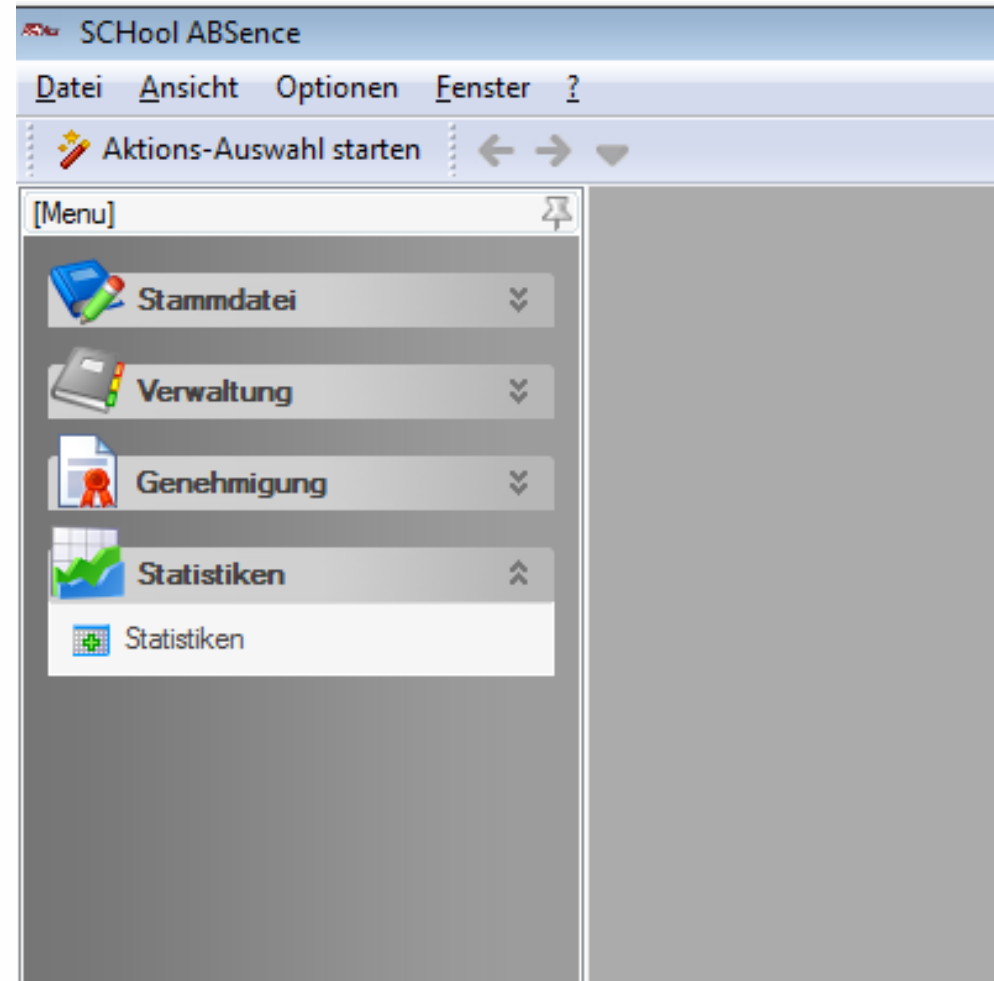 SCHool ABSence
Datei Ansicht Optionen Fenster ?
Aktions-Auswahl starten
[Menu]
Stammdatei
Verwaltung
Genehmigung
Statistiken
Statistiken